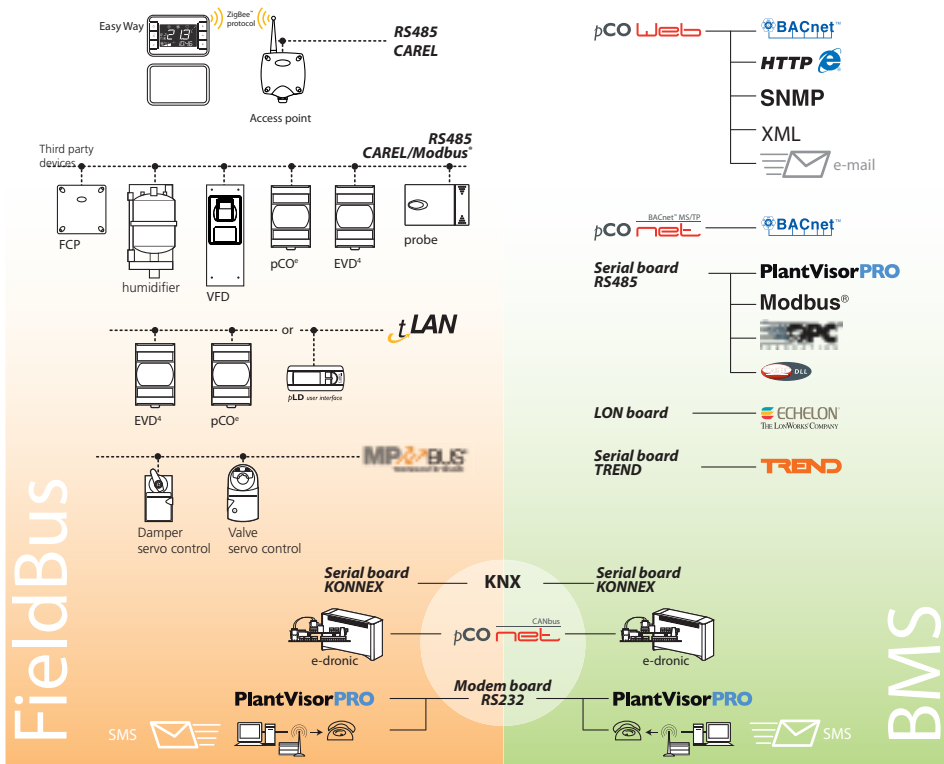 Easy Way
ZigBee™
protocol
RS485
CAREL
Access point
Third party
devices
RS485
CAREL/Modbus®
FCP
humidifier
VFD
pCOe
EVD4
probe
or
tLAN
EVD4
pCOe
pLD user interface
MP BUS
Damper
servo control
Valve
servo control
FieldBus
pCO Web
BACnet™
HTTP
SNMP
XML
e-mail
BACnet™ MS/TP
pCO net
BACnet™
Serial board
RS485
PlantVisorPRO
Modbus®
OPC
DLL
LON board
ECHELON
THE LONWORKS COMPANY
Serial board
TREND
TREND
BMS
Serial board
KONNEX
KNX
Serial board
KONNEX
e-dronic
CANbus
pCO net
e-dronic
PlantVisorPRO
Modem board
RS232
PlantVisorPRO
SMS
SMS